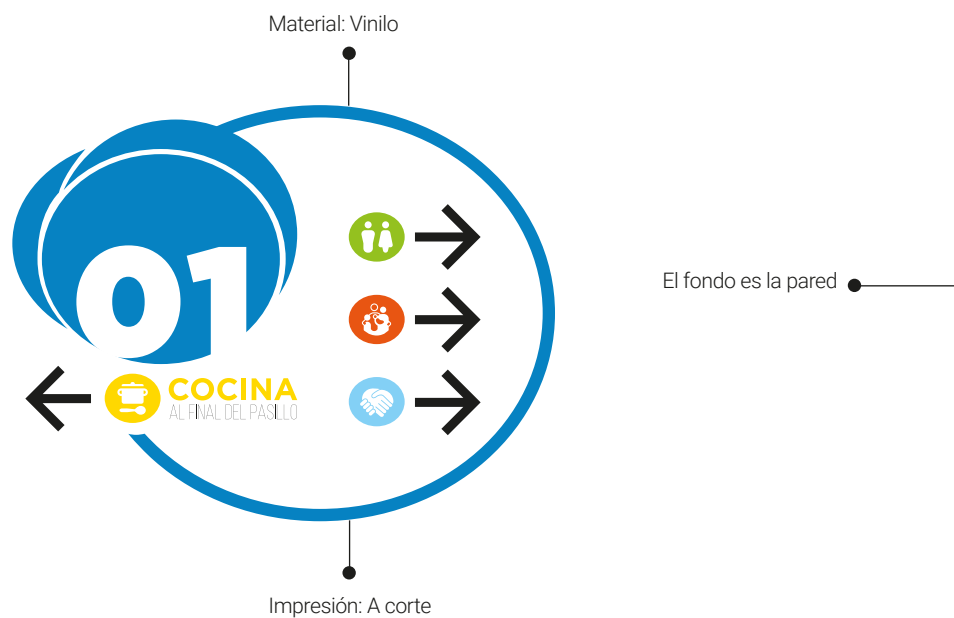 Material: Vinilo
01
El fondo es la pared
COCINA
AL FINAL DEL PASILLO
Impresión: A corte